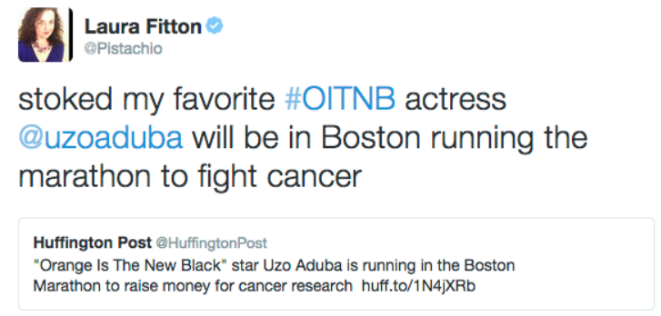 Laura Fitton
@Pistachio
stoked my favorite #OITNB actress
@uzoaduba will be in Boston running the
marathon to fight cancer
Huffington Post @HuffingtonPost
"Orange Is The New Black" star Uzo Aduba is running in the Boston
Marathon to raise money for cancer research huff.to/1N4jXRb